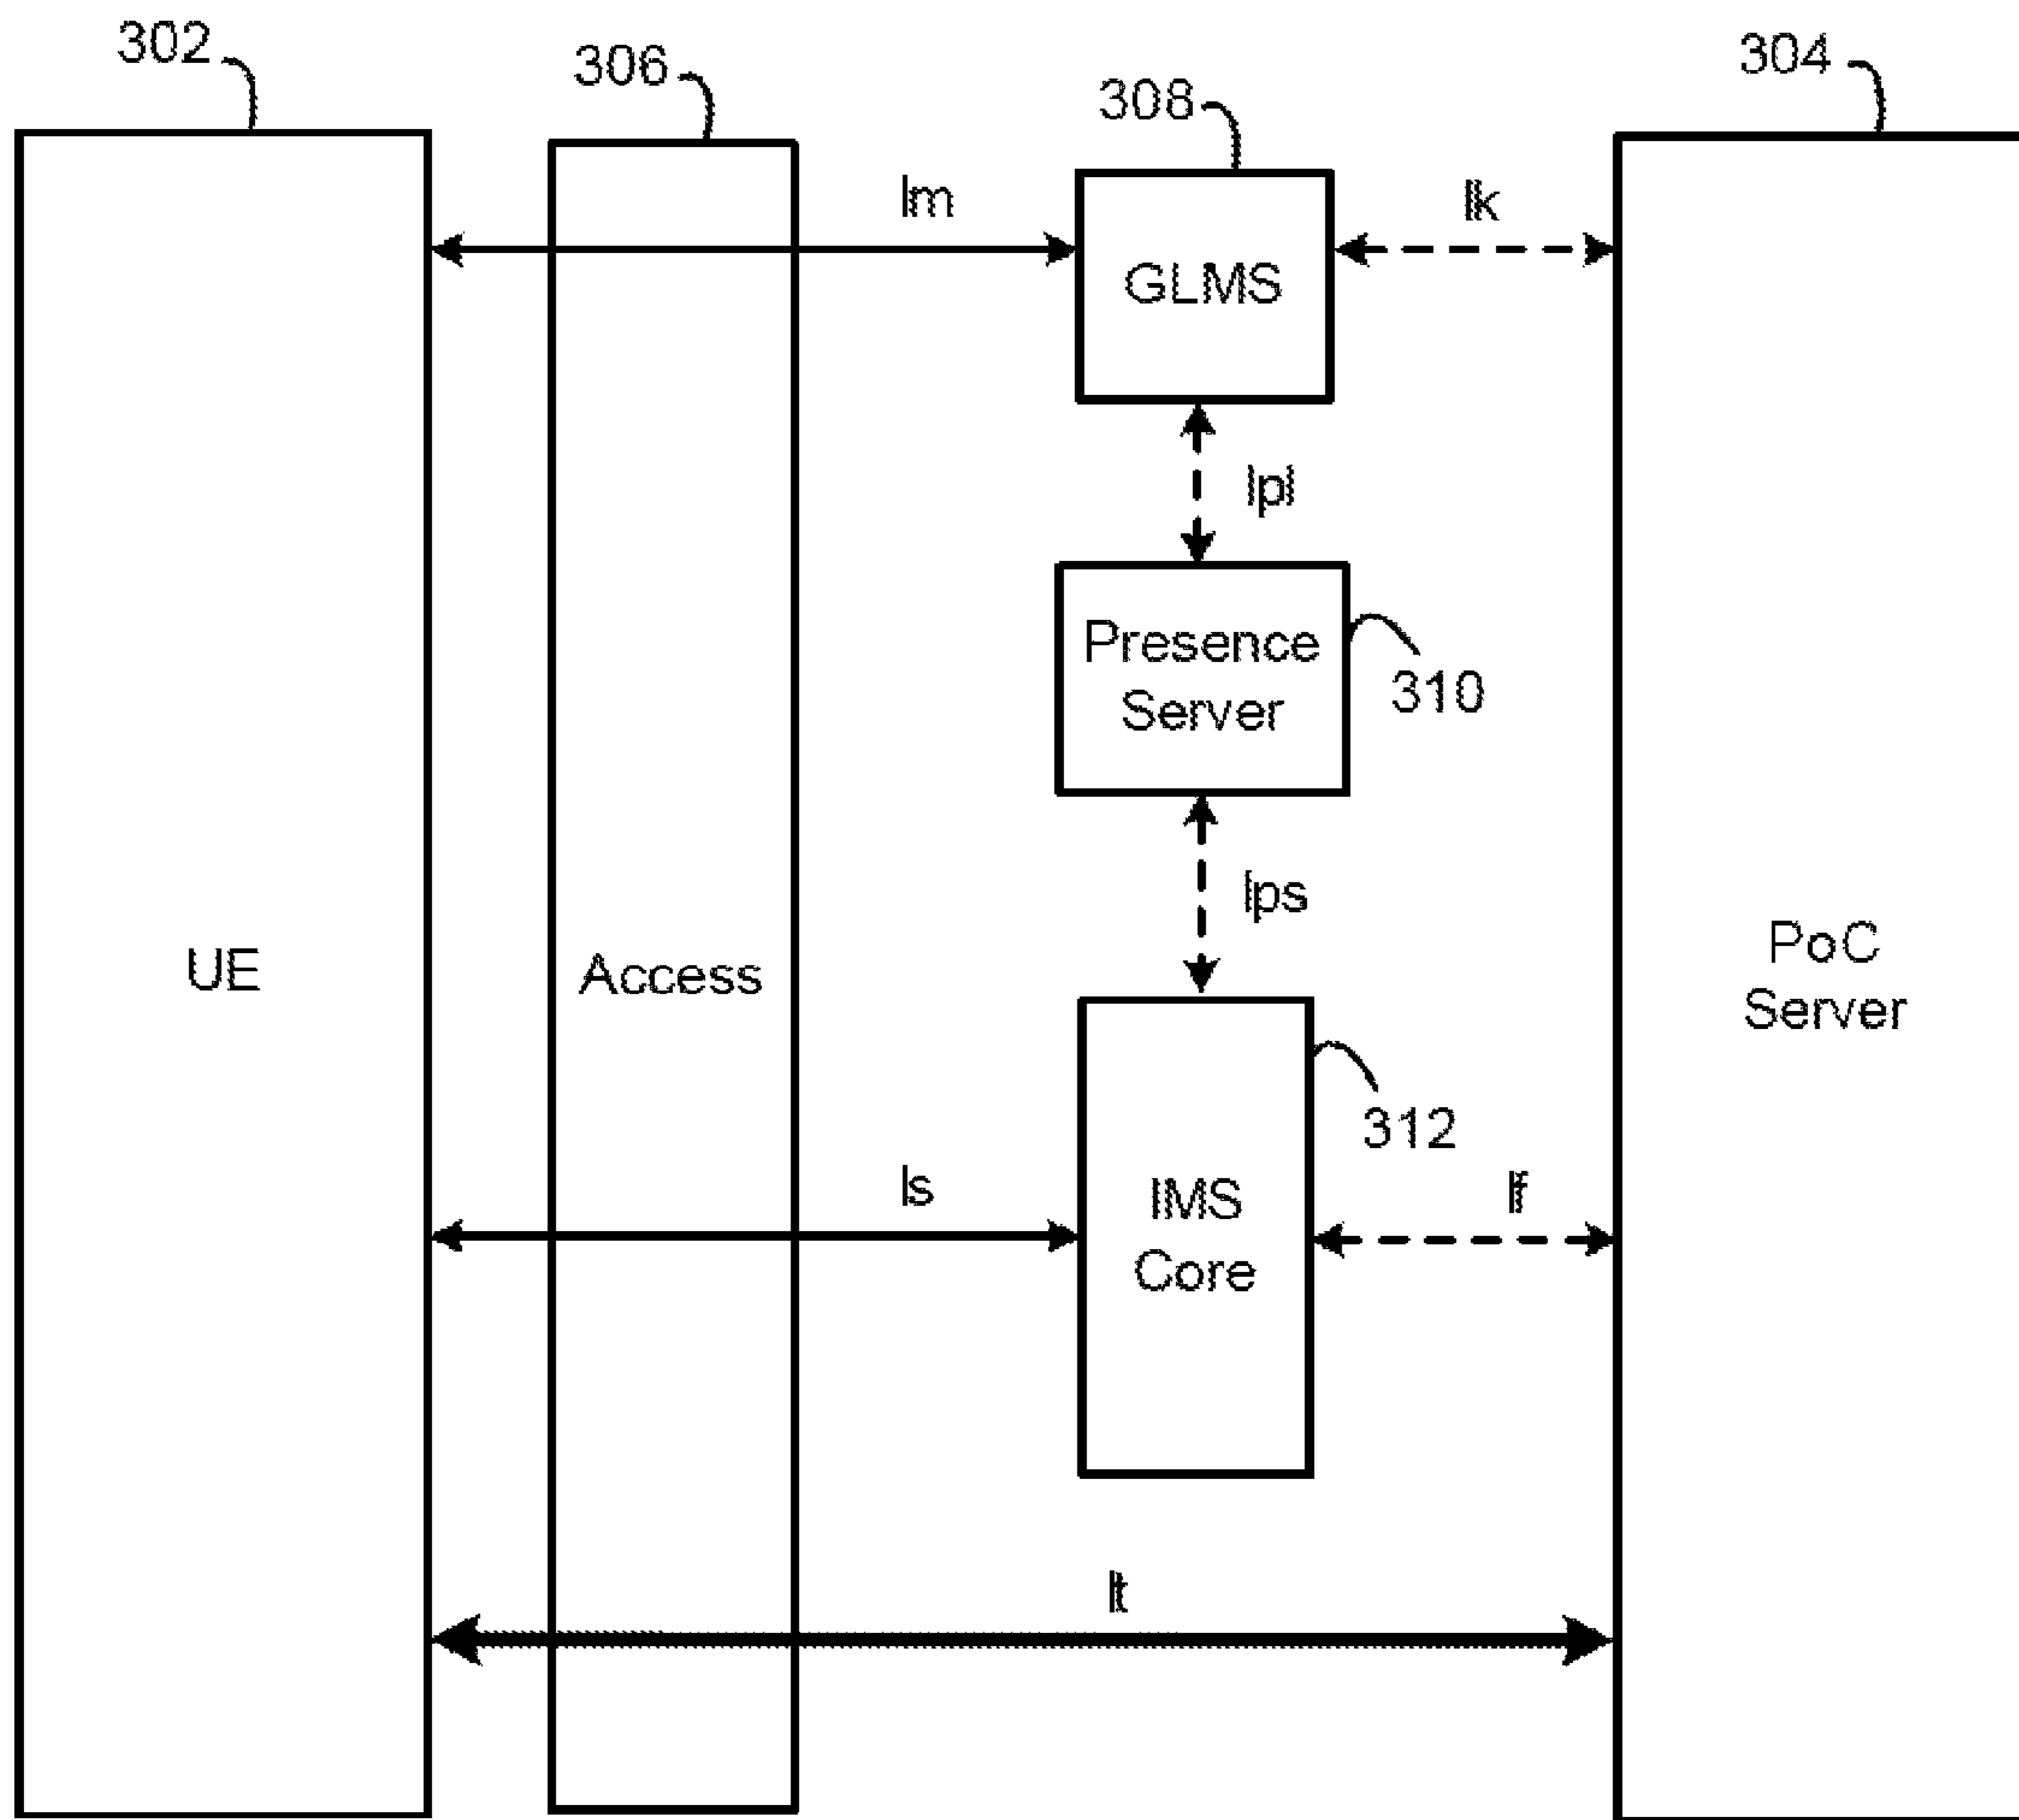 302
306
308
304
Im
Ik
GLMS
Ipl
Presence
Server
310
Ips
UE
Access
PoC
Server
312
Is
IMS
Core
If
It